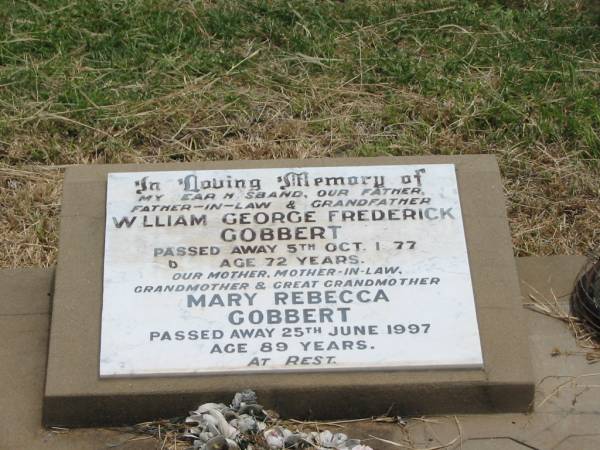 In Loving Memory of
MY EAR H SBAND, OUR FATHER,
FATHER-IN-LAW & GRANDFATHER
W LLIAM GEORGE FREDERICK
GOBBERT
PASSED AWAY 5TH OCT. 1 77
AGE 72 YEARS.
OUR MOTHER, MOTHER-IN-LAW,
GRANDMOTHER & GREAT GRANDMOTHER
MARY REBECCA
GOBBERT
PASSED AWAY 25TH JUNE 1997
AGE 89 YEARS.
AT REST.